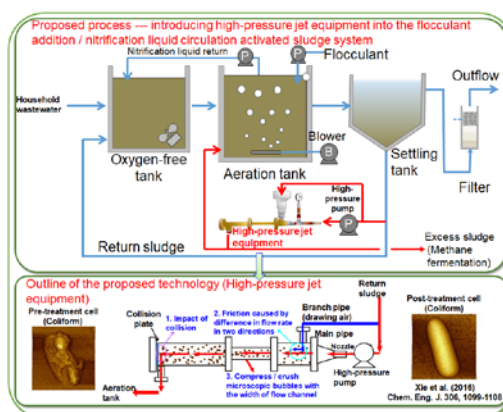 Proposed process --- introducing high-pressure jet equipment into the flocculant
addition / nitrification liquid circulation activated sludge system
Nitrification liquid return
P
P
Flocculant
Outflow
Household
wastewater
Blower
B
Oxygen-free
tank
Aeration tank
Settling
tank
Filter
High-
pressure
pump
P
High-pressure jet
equipment
Return sludge
Excess sludge
(Methane
fermentation)
Outline of the proposed technology (High-pressure jet
equipment)
Pre-treatment cell
(Coliform)
Collision
plate
1. Impact of
collision
2. Friction caused by
difference in flow rate
in two directions
Branch pipe
(drawing air)
Main pipe
Return
sludge
Post-treatment cell
(Coliform)
Nozzle
3. Compress / crush
microscopic bubbles with
the width of flow channel
Aeration
tank
High-pressure
pump
Xie et al. (2016)
Chem. Eng. J. 306, 1099-1103